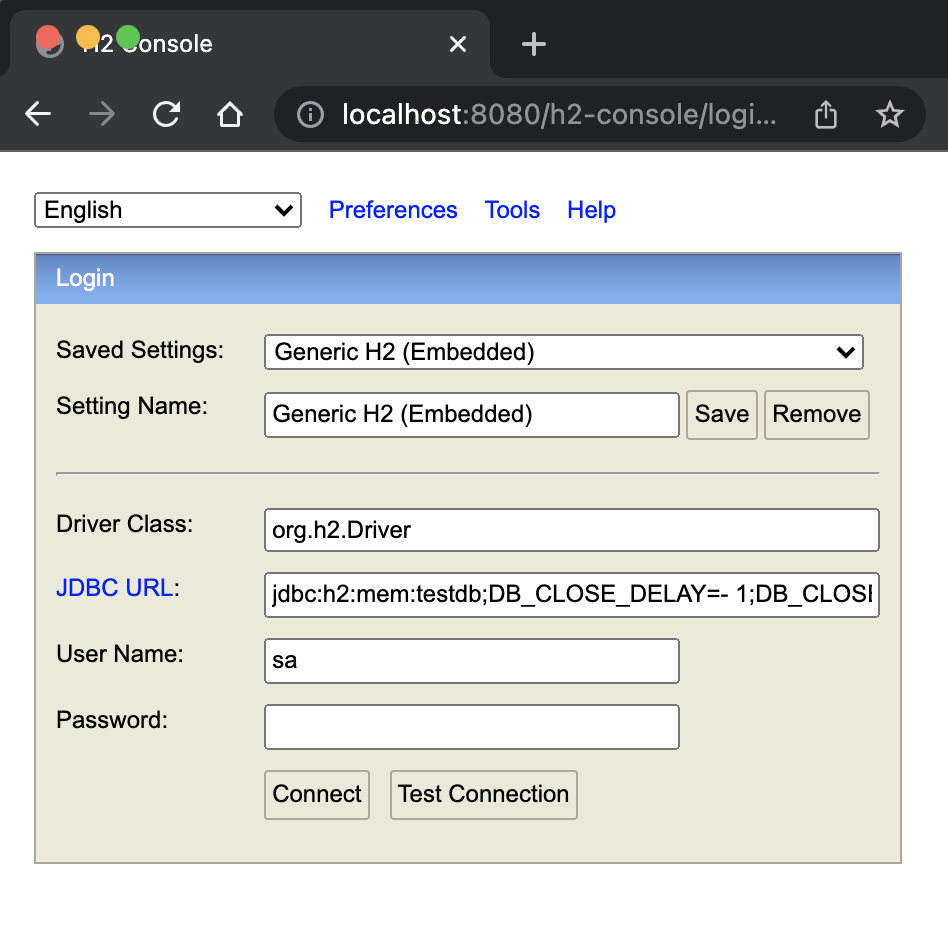 H2 Console
localhost:8080/h2-console/logi...
English Preferences Tools Help
Login
Saved Settings: Generic H2 (Embedded)
Setting Name: Generic H2 (Embedded) Save Remove
Driver Class: org.h2.Driver
JDBC URL: jdbc:h2:mem:testdb;DB_CLOSE_DELAY=- 1;DB_CLOSE
User Name: sa
Password:
Connect Test Connection